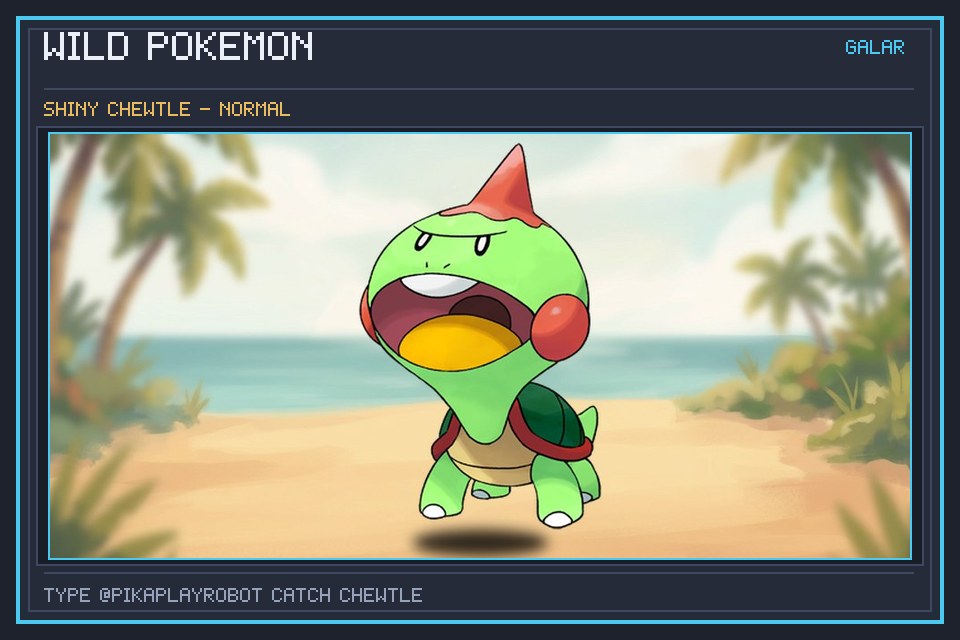 WILD POKEMON
GALAR
SHINY CHEWTLE - NORMAL
TYPE @PIKAPLAYROBOT CATCH CHEWTLE